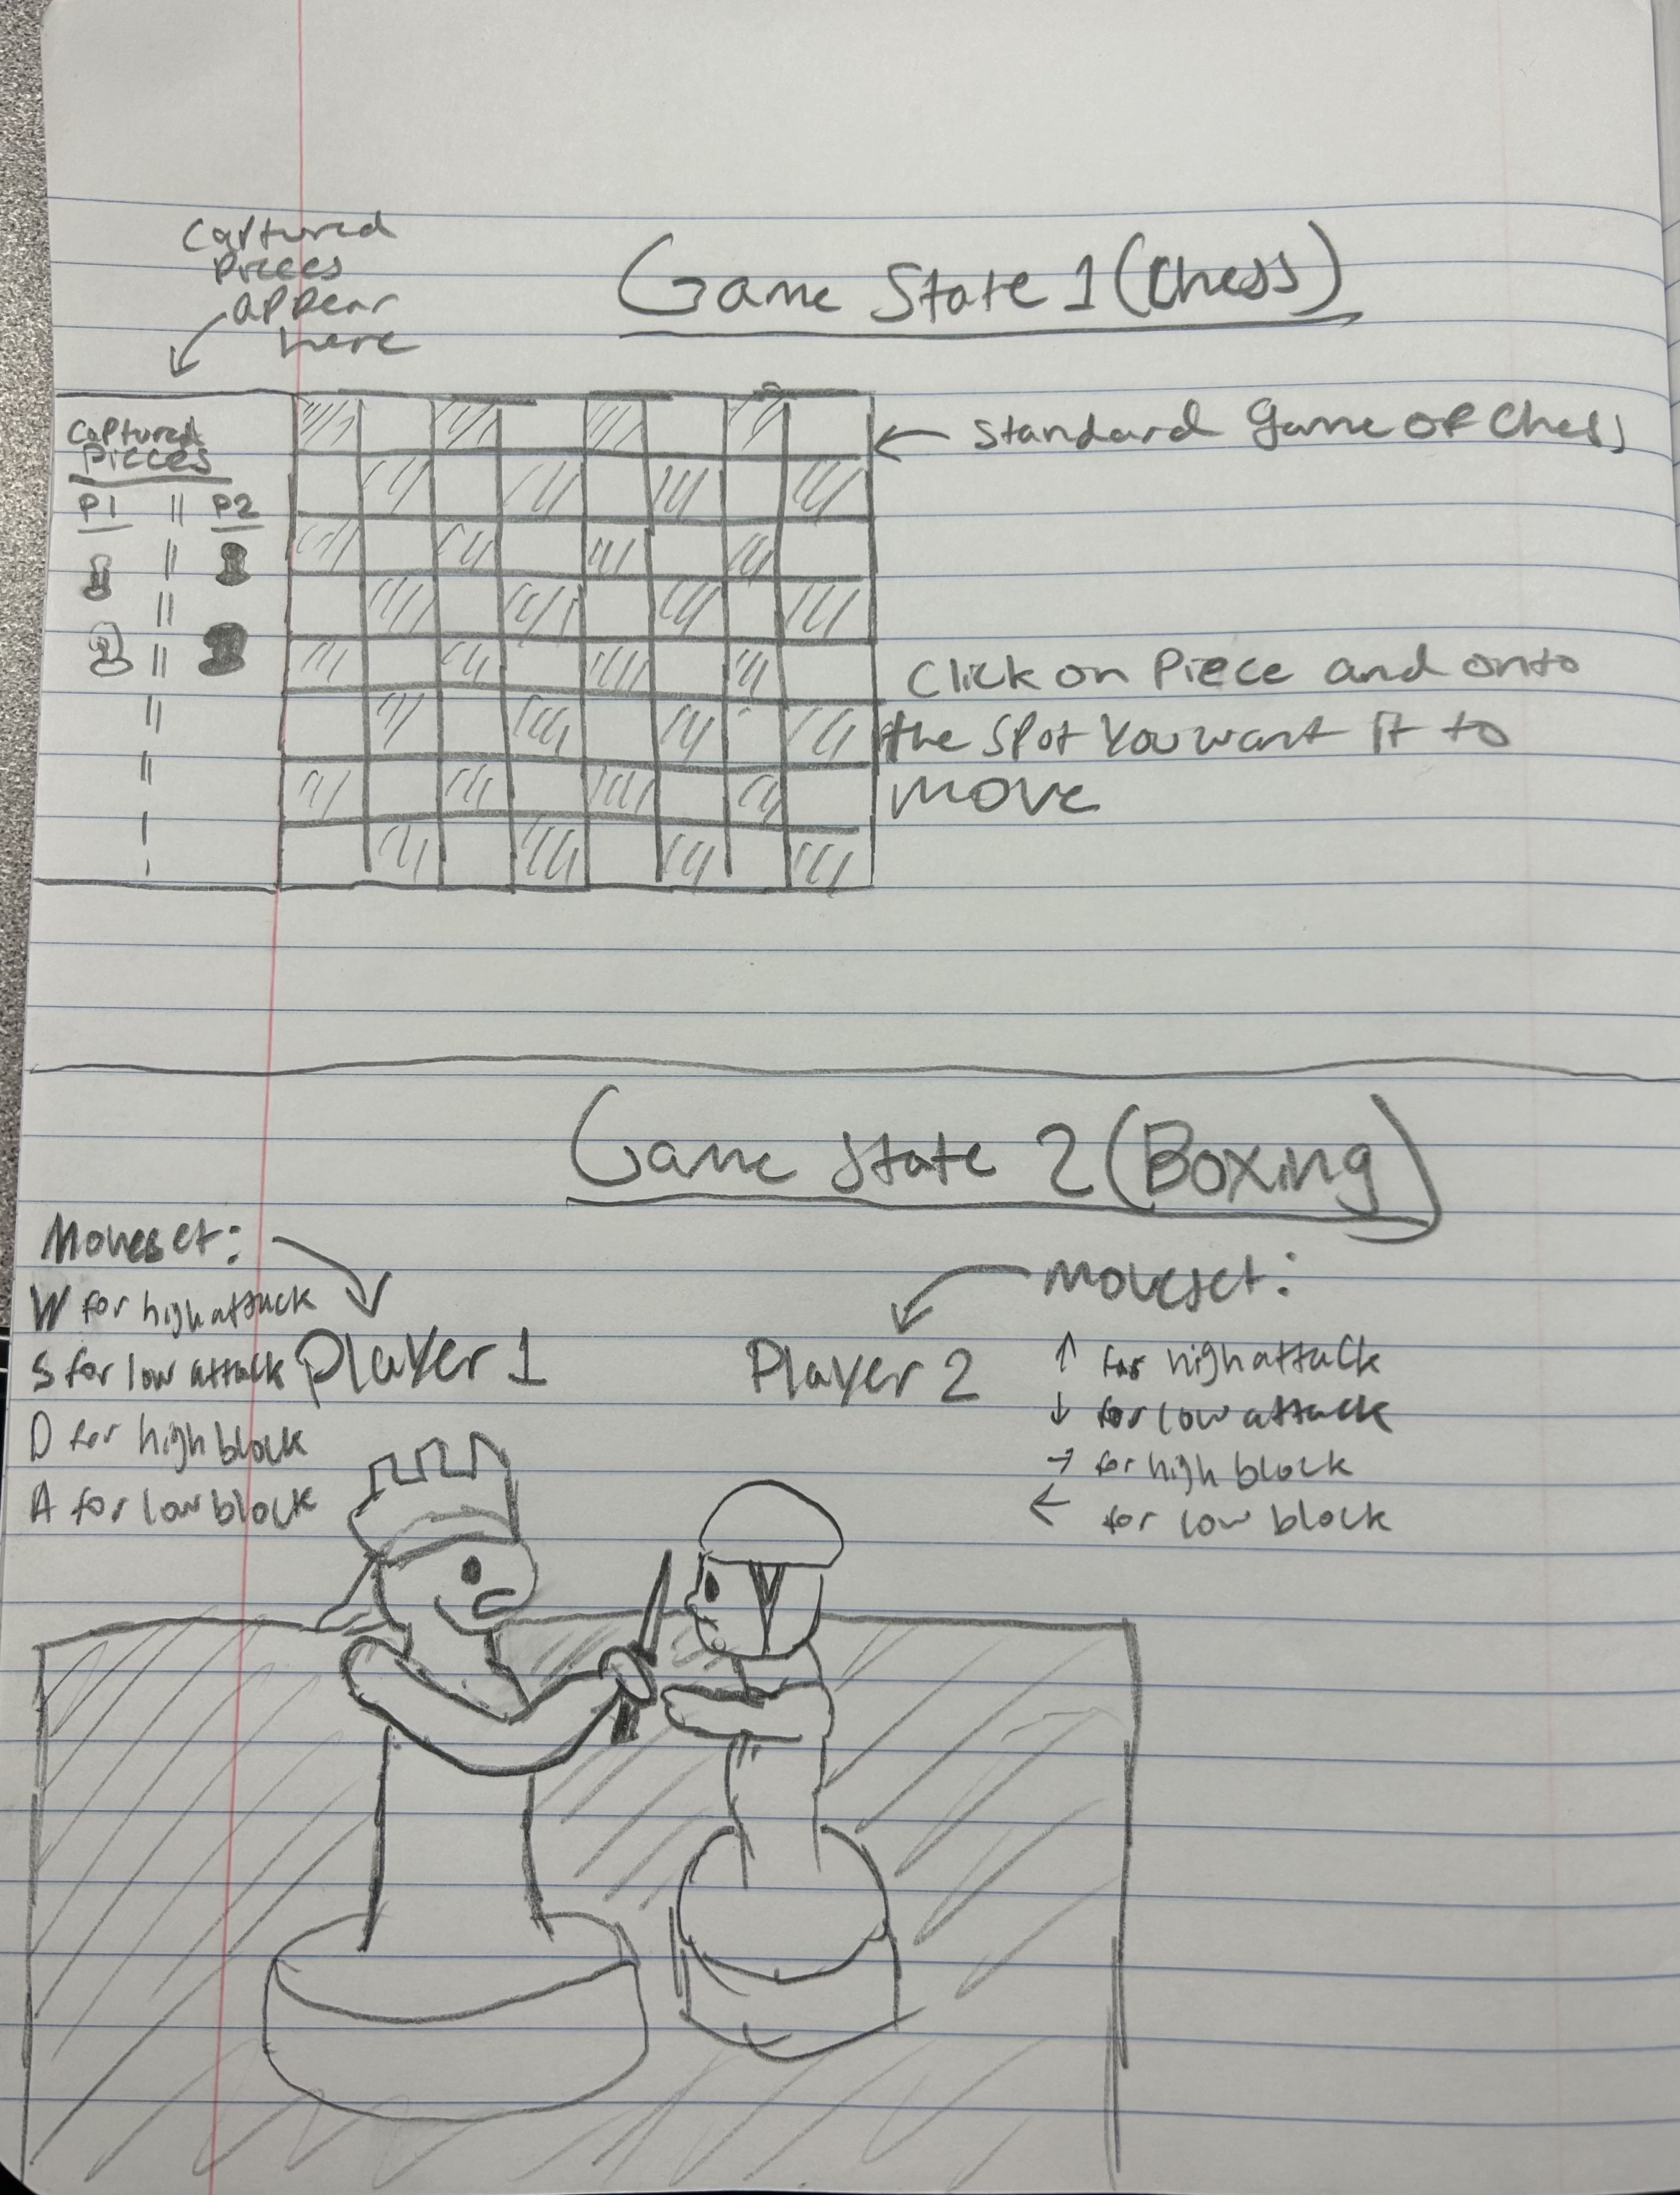 Captured
Pieces
appear
here
Game State 1 (Chess)
Captured
Pieces
P1 || P2
Standard Game of Chess
Click on Piece and onto
the spot You want it to
move
Game State 2 (Boxing)
Moveset:
W for high attack
S for low attack
D for high block
A for low block
Player 1
Player 2
Moveset:
↑ for high attack
↓ for low attack
→ for high block
← for low block